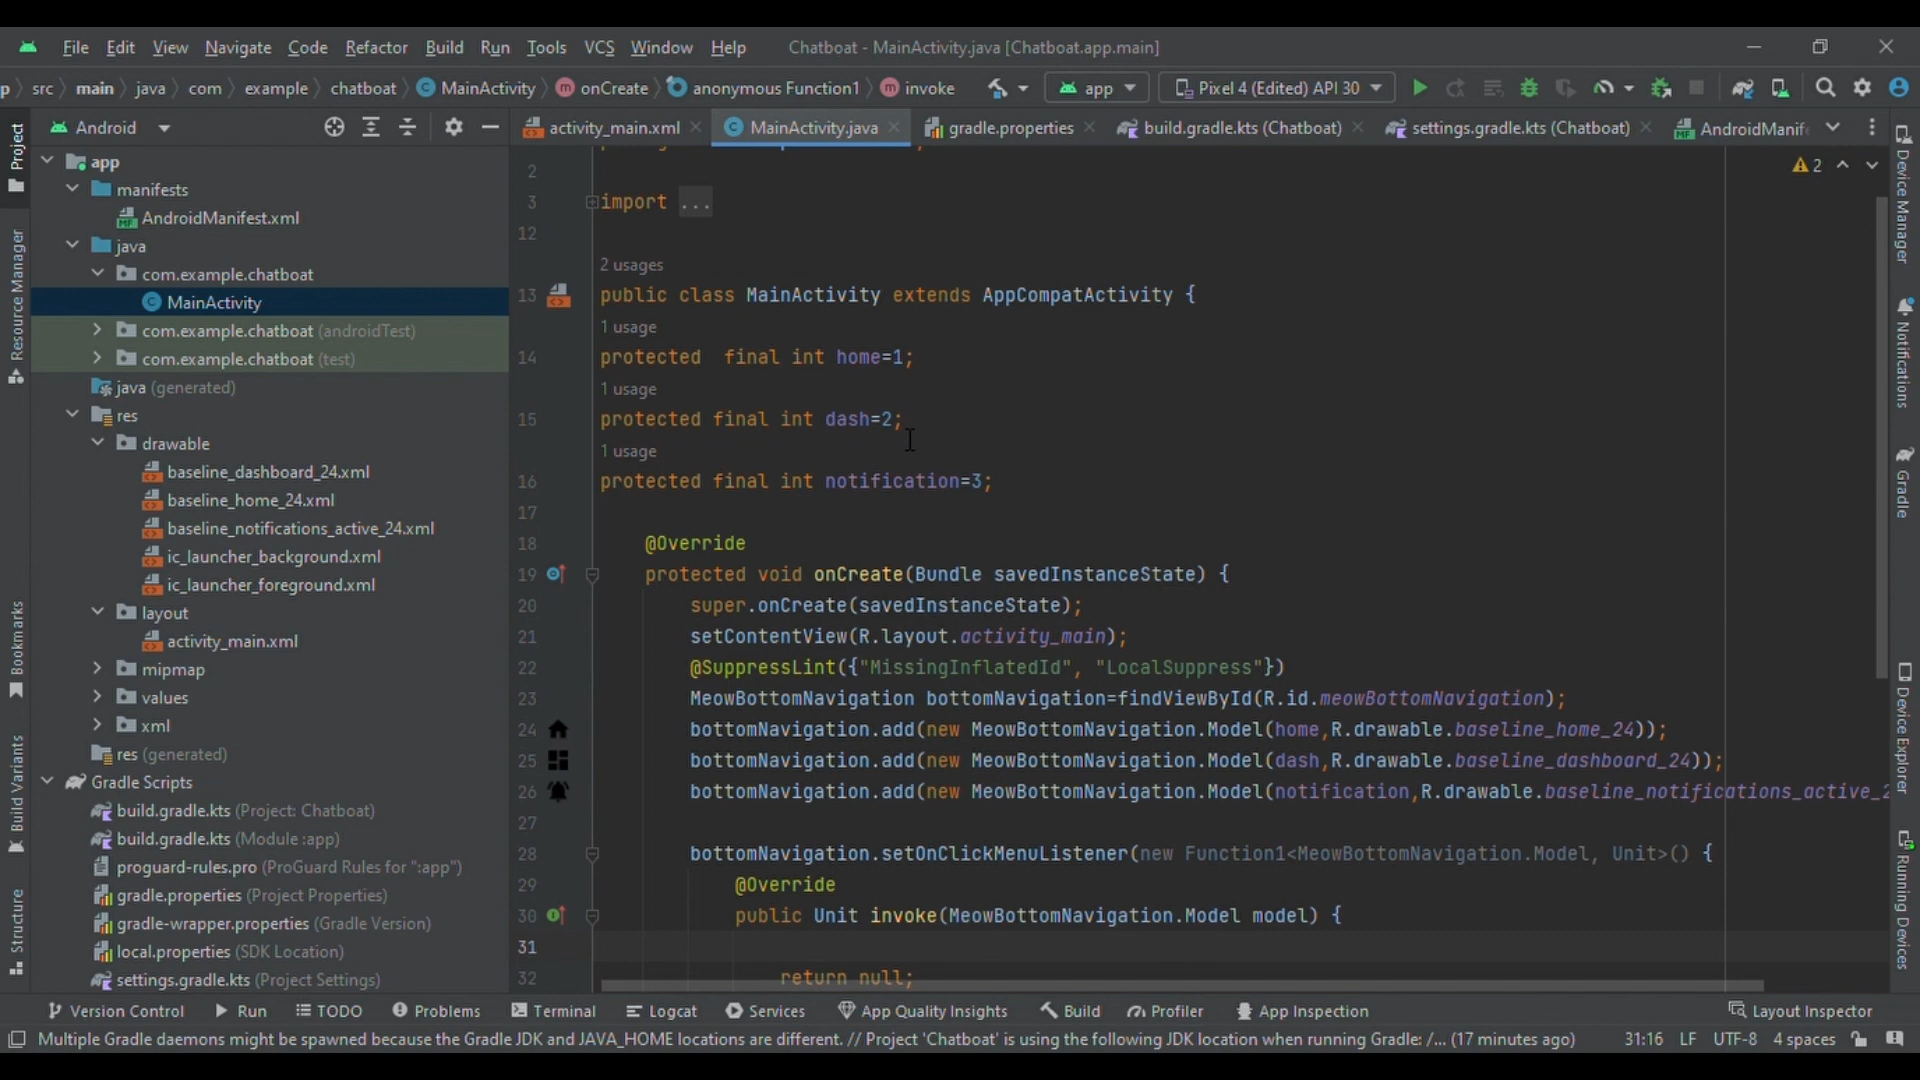 File Edit View Navigate Code Refactor Build Run Tools VCS Window Help Chatboat - MainActivity.java [Chatboat.app.main]
p src main java com example chatboat MainActivity onCreate anonymous Function1 invoke app Pixel 4 (Edited) API 30
Android
activity_main.xml MainActivity.java gradle.properties build.gradle.kts (Chatboat) settings.gradle.kts (Chatboat) AndroidManif
Project
Resource Manager
Bookmarks
Build Variants
Structure
app
manifests
AndroidManifest.xml
java
com.example.chatboat
MainActivity
com.example.chatboat (androidTest)
com.example.chatboat (test)
java (generated)
res
drawable
baseline_dashboard_24.xml
baseline_home_24.xml
baseline_notifications_active_24.xml
ic_launcher_background.xml
ic_launcher_foreground.xml
layout
activity_main.xml
mipmap
values
xml
res (generated)
Gradle Scripts
build.gradle.kts (Project: Chatboat)
build.gradle.kts (Module :app)
proguard-rules.pro (ProGuard Rules for ":app")
gradle.properties (Project Properties)
gradle-wrapper.properties (Gradle Version)
local.properties (SDK Location)
settings.gradle.kts (Project Settings)
2
2
3 import ...
12
2 usages
13 public class MainActivity extends AppCompatActivity {
1 usage
14 protected  final int home=1;
1 usage
15 protected final int dash=2;
1 usage
16 protected final int notification=3;
17
18 @Override
19 protected void onCreate(Bundle savedInstanceState) {
20 super.onCreate(savedInstanceState);
21 setContentView(R.layout.activity_main);
22 @SuppressLint({"MissingInflatedId", "LocalSuppress"})
23 MeowBottomNavigation bottomNavigation=findViewById(R.id.meowBottomNavigation);
24 bottomNavigation.add(new MeowBottomNavigation.Model(home,R.drawable.baseline_home_24));
25 bottomNavigation.add(new MeowBottomNavigation.Model(dash,R.drawable.baseline_dashboard_24));
26 bottomNavigation.add(new MeowBottomNavigation.Model(notification,R.drawable.baseline_notifications_active_2
27
28 bottomNavigation.setOnClickMenuListener(new Function1<MeowBottomNavigation.Model, Unit>() {
29 @Override
30 public Unit invoke(MeowBottomNavigation.Model model) {
31
32 return null;
Device Manager
Notifications
Gradle
Device Explorer
Running Devices
Version Control Run TODO Problems Terminal Logcat Services App Quality Insights Build Profiler App Inspection Layout Inspector
Multiple Gradle daemons might be spawned because the Gradle JDK and JAVA_HOME locations are different. // Project 'Chatboat' is using the following JDK location when running Gradle: /... (17 minutes ago) 31:16 LF UTF-8 4 spaces